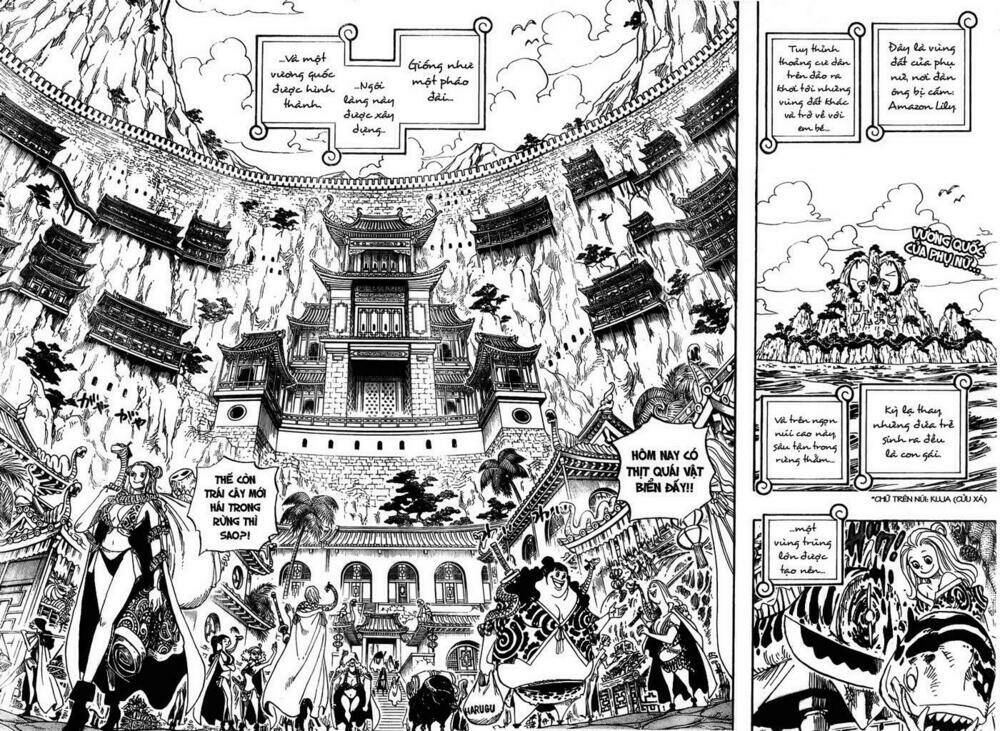 Đây là vùng
đất của phụ
nữ, nơi đàn
ông bị cấm:
Amazon Lily
Tuy thỉnh
thoảng cư dân
trên đảo ra
khơi tới những
vùng đất khác
và trở về với
em bé...
VƯƠNG QUỐC
CỦA PHỤ NỮ...
Kỳ lạ thay
những đứa trẻ
sinh ra đều
là con gái.
Và trên ngọn
núi cao này
sâu tận trong
rừng thẳm...
*CHỮ TRÊN NÚI: KUJA (CỬU XÀ)
...một
vùng trũng
lớn được
tạo nên...
Giống như
một pháo
đài...
...Ngôi
làng này
được xây
dựng...
...Và một
vương quốc
được hình
thành.
HÔM NAY CÓ
THỊT QUÁI VẬT
BIỂN ĐẤY!!
THẾ CÒN
TRÁI CÂY MỚI
HÁI TRONG
RỪNG THÌ
SAO?!
HARUGU